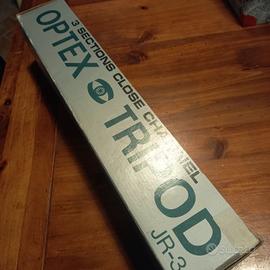 3 SECTIONS CLOSE CHANNEL
OPTEX TRIPOD
JR-3